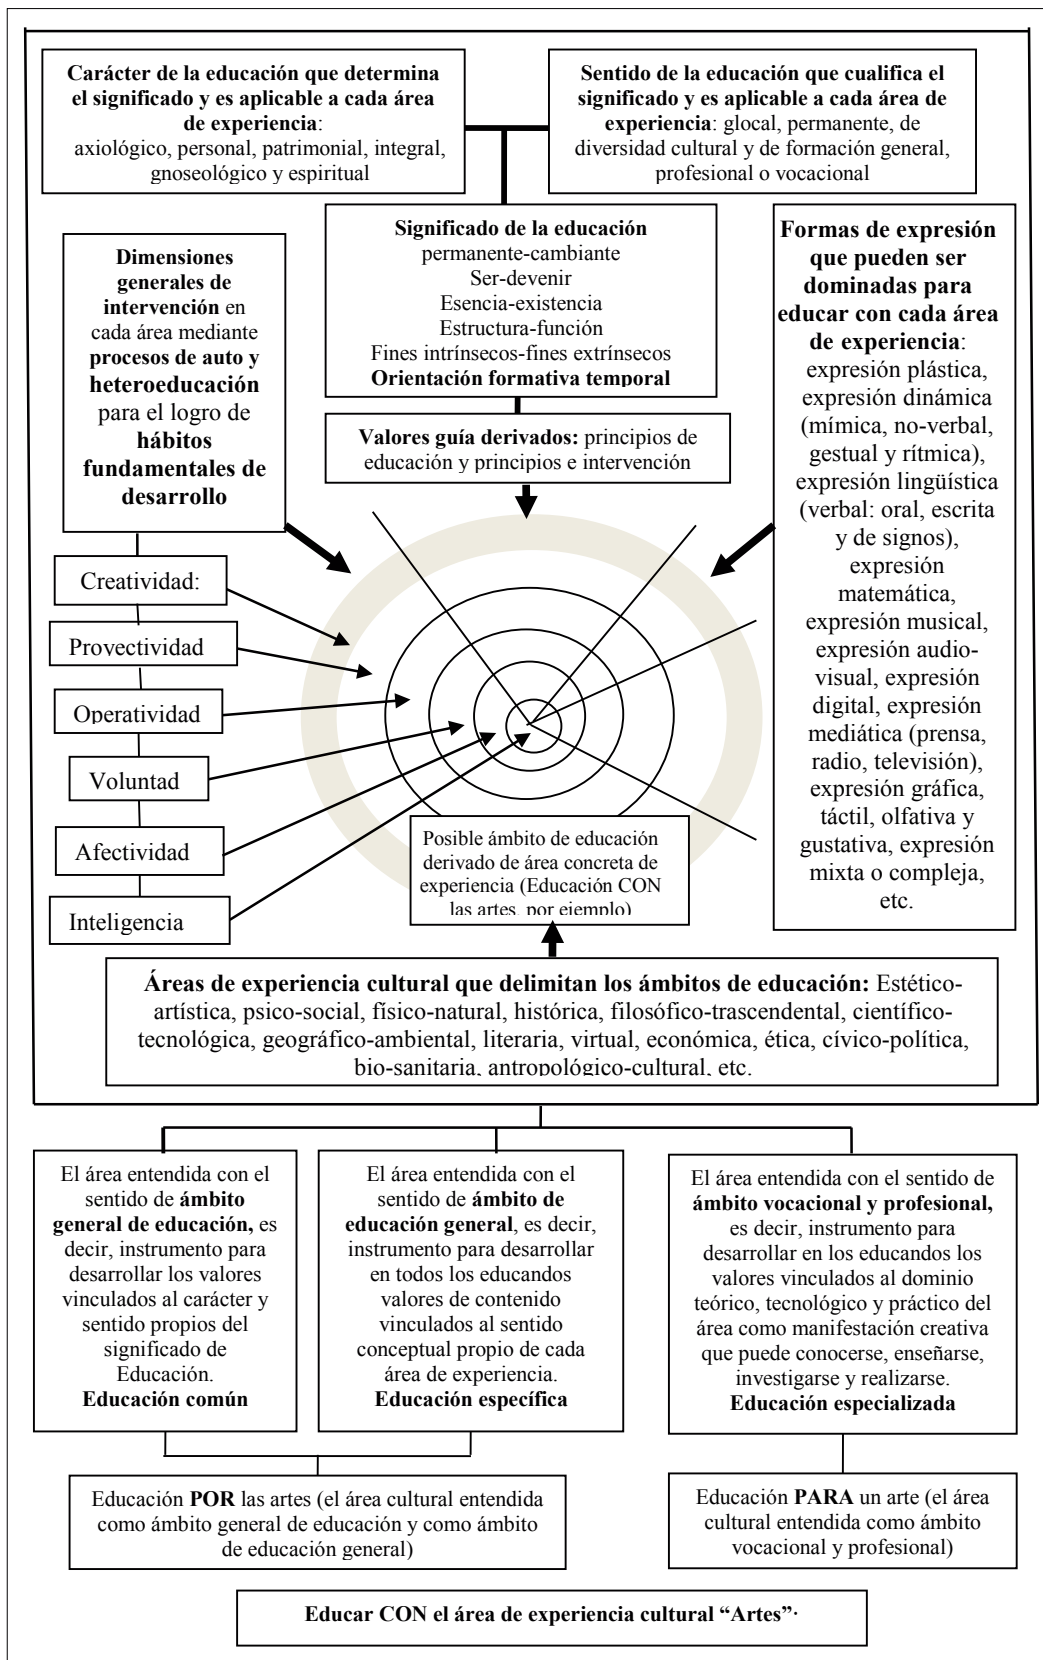 Carácter de la educación que determina
el significado y es aplicable a cada área
de experiencia:
axiológico, personal, patrimonial, integral,
gnoseológico y espiritual
Sentido de la educación que cualifica el
significado y es aplicable a cada área de
experiencia: glocal, permanente, de
diversidad cultural y de formación general,
profesional o vocacional
Significado de la educación
permanente-cambiante
Ser-devenir
Esencia-existencia
Estructura-función
Fines intrínsecos-fines extrínsecos
Orientación formativa temporal
Dimensiones
generales de
intervención en
cada área mediante
procesos de auto y
heteroeducación
para el logro de
hábitos
fundamentales de
desarrollo
Formas de expresión
que pueden ser
dominadas para
educar con cada área
de experiencia:
expresión plástica,
expresión dinámica
(mímica, no-verbal,
gestual y rítmica),
expresión lingüística
(verbal: oral, escrita
y de signos),
expresión
matemática,
expresión musical,
expresión audio-
visual, expresión
digital, expresión
mediática (prensa,
radio, televisión),
expresión gráfica,
táctil, olfativa y
gustativa, expresión
mixta o compleja,
etc.
Valores guía derivados: principios de
educación y principios e intervención
Creatividad:
Proyectividad
Operatividad
Voluntad
Afectividad
Inteligencia
Posible ámbito de educación
derivado de área concreta de
experiencia (Educación CON
las artes, por ejemplo)
Áreas de experiencia cultural que delimitan los ámbitos de educación: Estético-
artística, psico-social, físico-natural, histórica, filosófico-trascendental, científico-
tecnológica, geográfico-ambiental, literaria, virtual, económica, ética, cívico-política,
bio-sanitaria, antropológico-cultural, etc.
El área entendida con el
sentido de ámbito
general de educación, es
decir, instrumento para
desarrollar los valores
vinculados al carácter y
sentido propios del
significado de
Educación.
Educación común
El área entendida con el
sentido de ámbito de
educación general, es decir,
instrumento para desarrollar
en todos los educandos
valores de contenido
vinculados al sentido
conceptual propio de cada
área de experiencia.
Educación específica
El área entendida con el sentido de
ámbito vocacional y profesional,
es decir, instrumento para
desarrollar en los educandos los
valores vinculados al dominio
teórico, tecnológico y práctico del
área como manifestación creativa
que puede conocerse, enseñarse,
investigarse y realizarse.
Educación especializada
Educación POR las artes (el área cultural entendida
como ámbito general de educación y como ámbito
de educación general)
Educación PARA un arte (el área
cultural entendida como ámbito
vocacional y profesional)
Educar CON el área de experiencia cultural “Artes”·